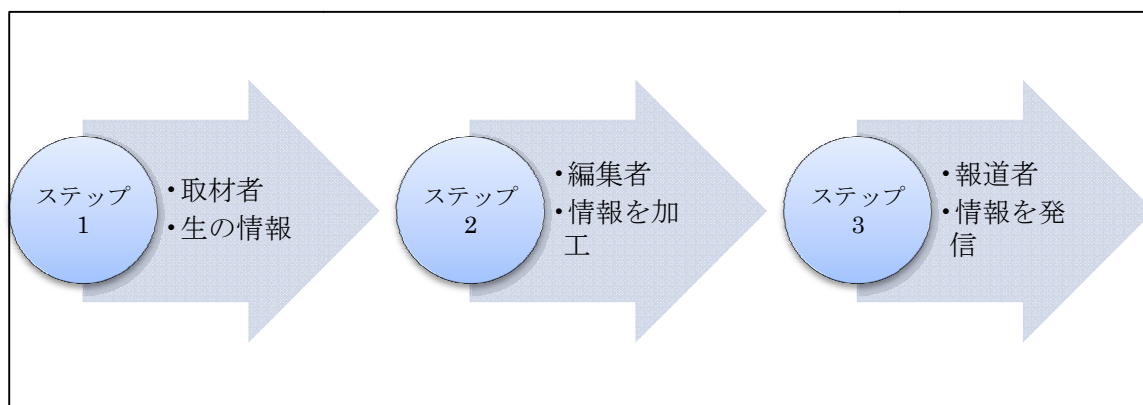 ステップ
1
・取材者
・生の情報
ステップ
2
・編集者
・情報を加
工
ステップ
3
・報道者
・情報を発
信